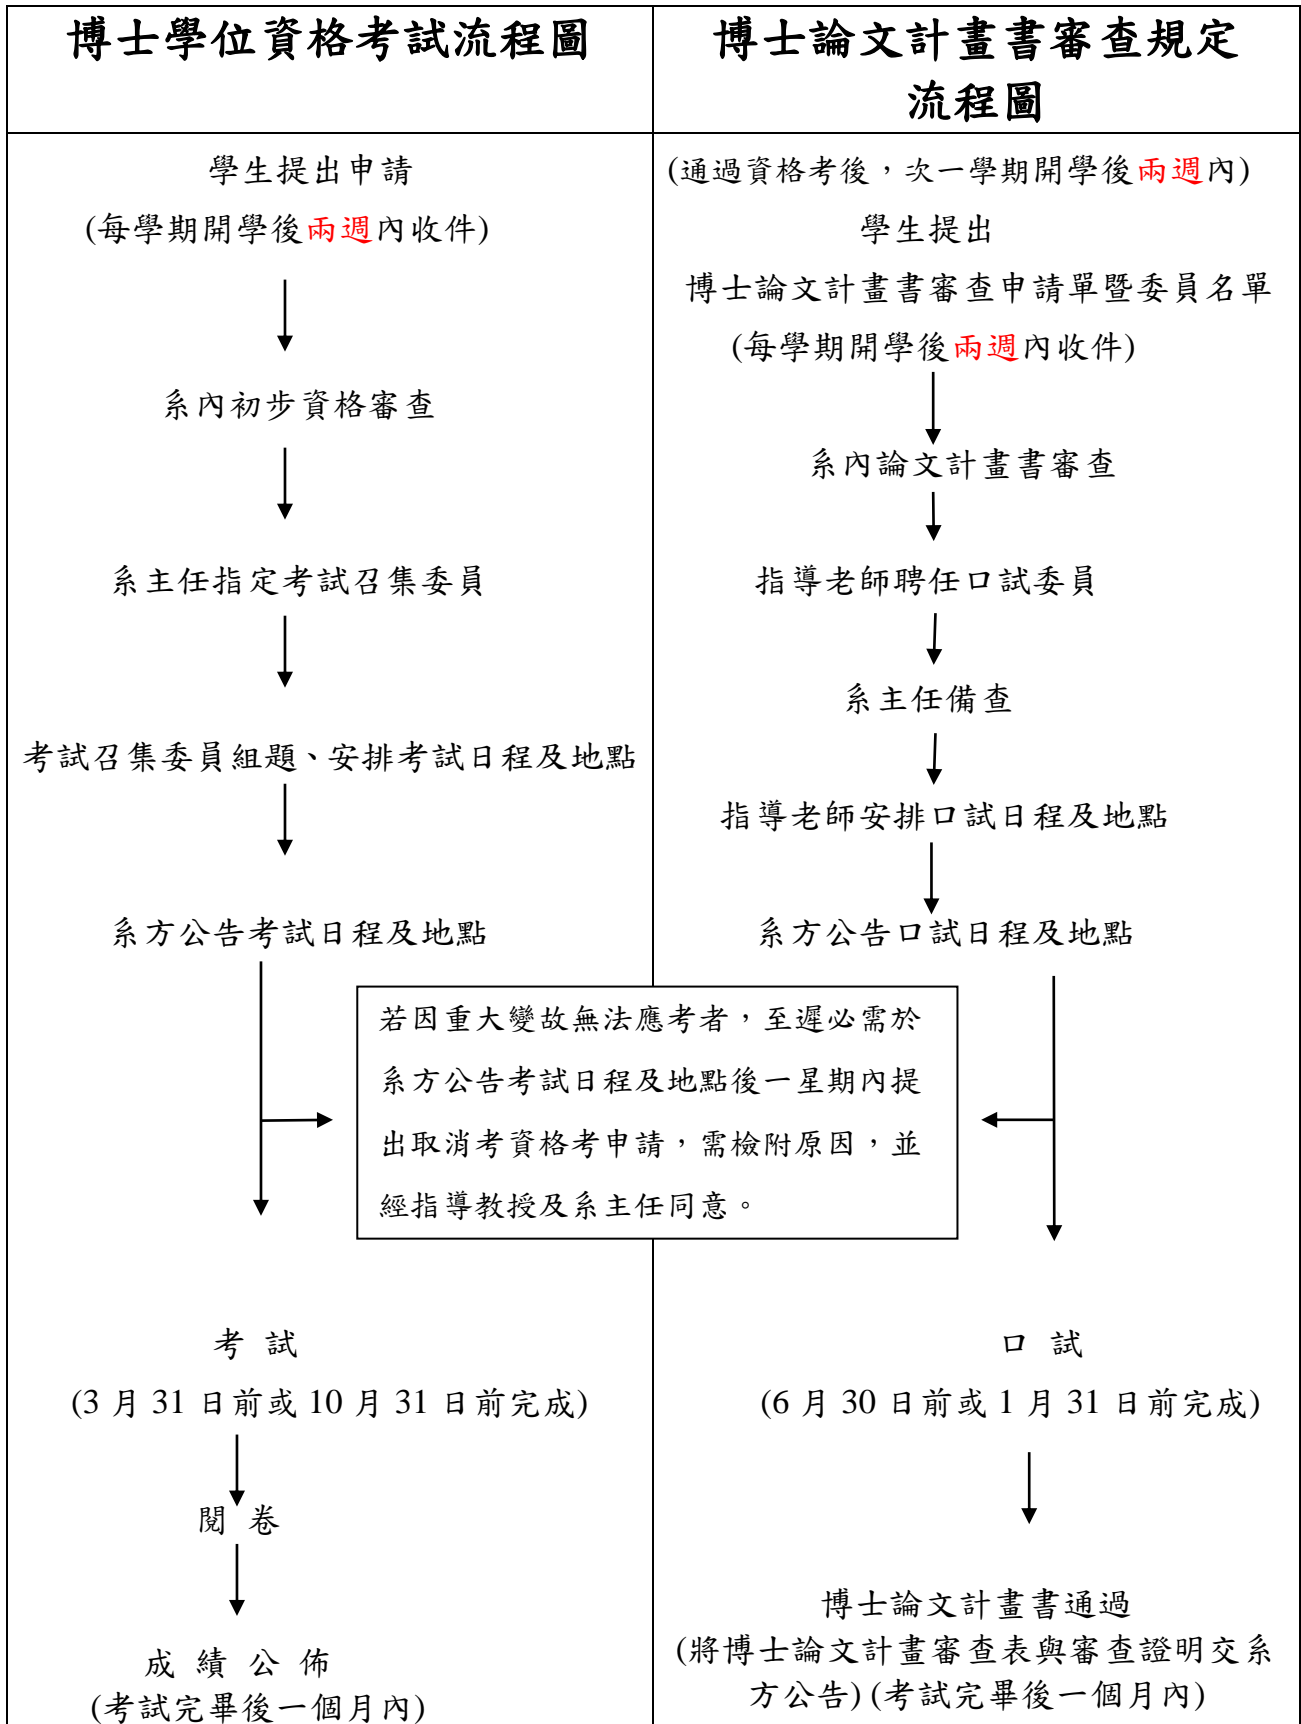 博士學位資格考試流程圖
學生提出申請
(每學期開學後兩週內收件)
系內初步資格審查
系主任指定考試召集委員
考試召集委員組題、安排考試日程及地點
系方公告考試日程及地點
考 試
(3 月 31 日前或 10 月 31 日前完成)
閱 卷
成 績 公 佈
(考試完畢後一個月內)
博士論文計畫書審查規定
流程圖
(通過資格考後，次一學期開學後兩週內)
學生提出
博士論文計畫書審查申請單暨委員名單
(每學期開學後兩週內收件)
系內論文計畫書審查
指導老師聘任口試委員
系主任備查
指導老師安排口試日程及地點
系方公告口試日程及地點
若因重大變故無法應考者，至遲必需於
系方公告考試日程及地點後一星期內提
出取消考資格考申請，需檢附原因，並
經指導教授及系主任同意。
口 試
(6 月 30 日前或 1 月 31 日前完成)
博士論文計畫書通過
(將博士論文計畫審查表與審查證明交系
方公告)(考試完畢後一個月內)